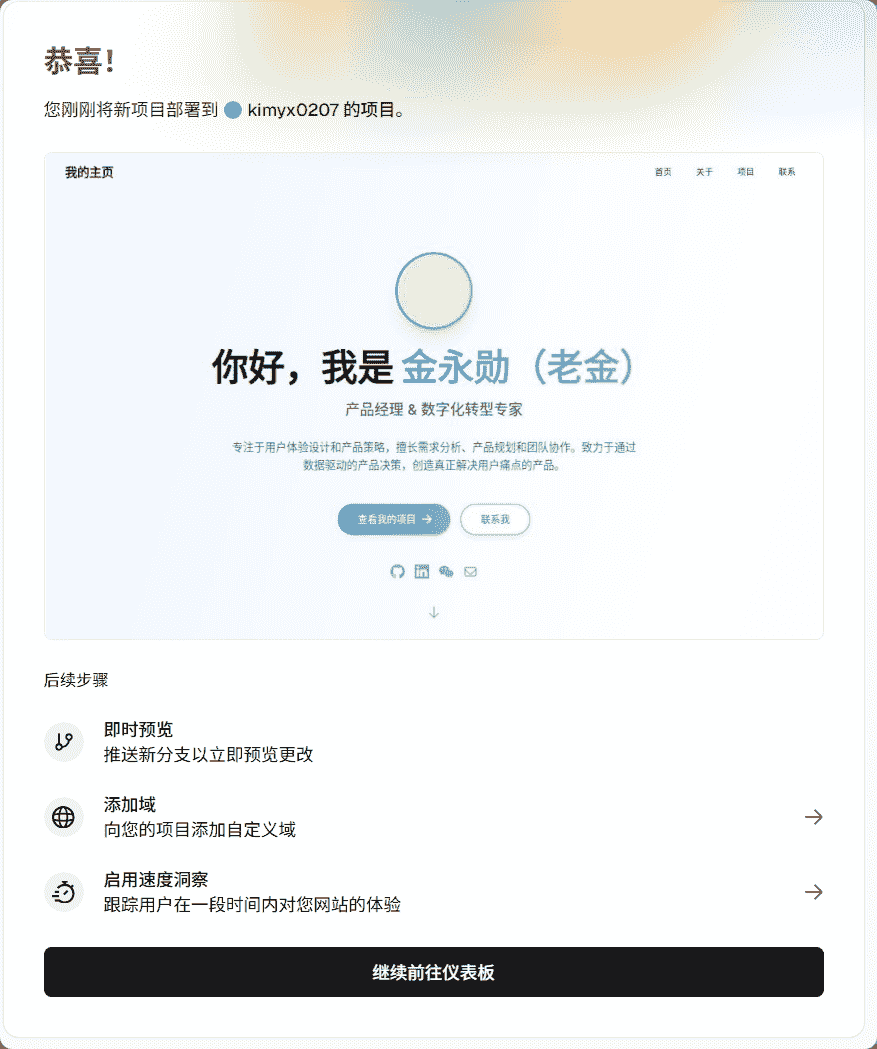 恭喜！
您刚刚将新项目部署到 kimyx0207 的项目。
我的主页
首页 关于 项目 联系
你好，我是 金永勋（老金）
产品经理 & 数字化转型专家
专注于用户体验设计和产品策略，擅长需求分析、产品规划和团队协作。致力于通过
数据驱动的产品决策，创造真正解决用户痛点的产品。
查看我的项目 →
联系我
后续步骤
即时预览
推送新分支以立即预览更改
添加域
向您的项目添加自定义域
启用速度洞察
跟踪用户在一段时间内对您网站的体验
继续前往仪表板